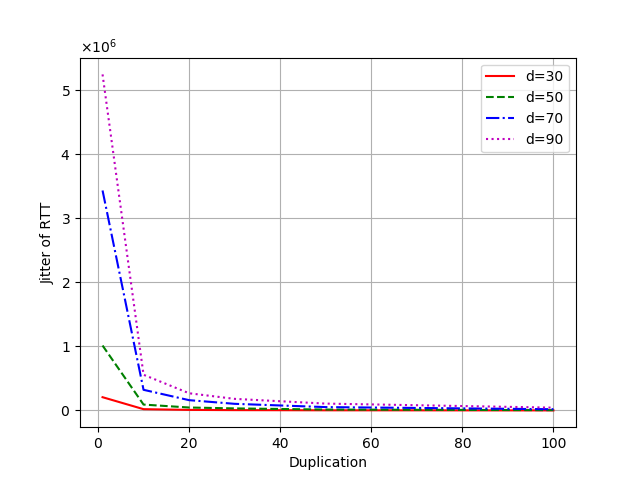 ×10⁶
5
4
3
2
1
0
Jitter of RTT
0 20 40 60 80 100
Duplication
d=30
d=50
d=70
d=90